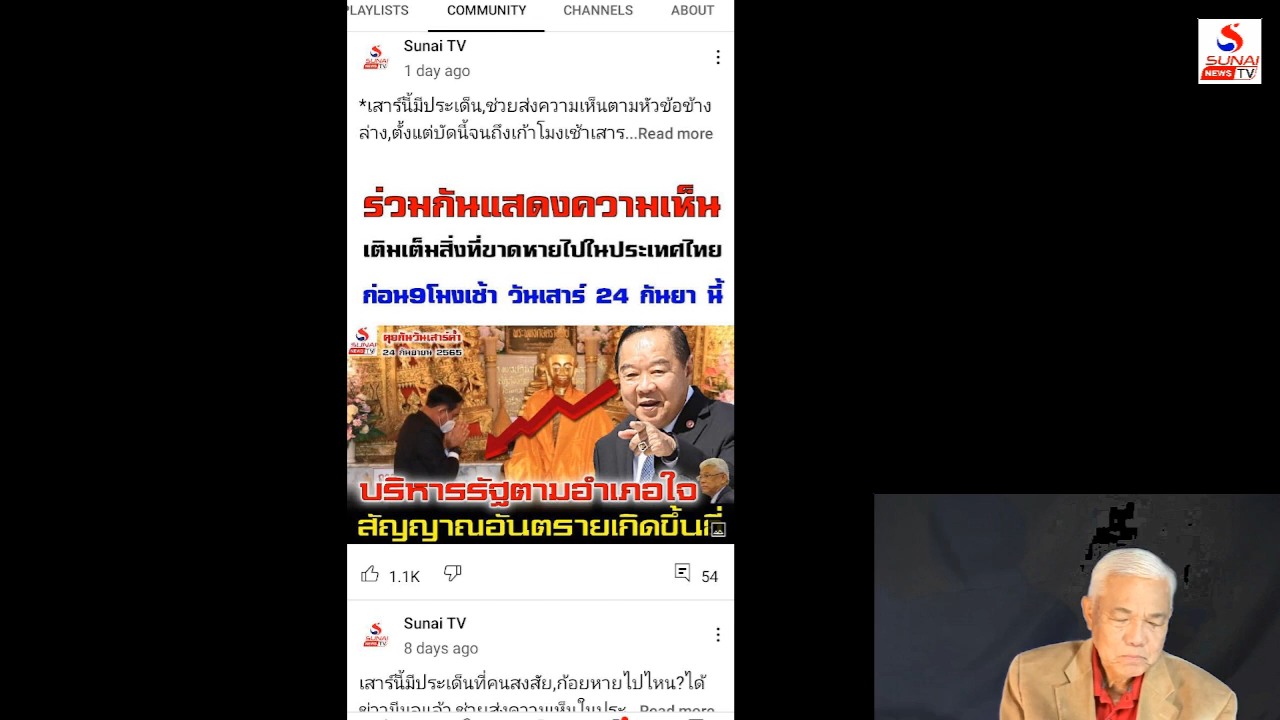 PLAYLISTS COMMUNITY CHANNELS ABOUT
SUNAI
NEWS TV
Sunai TV
1 day ago
*เสาร์นี้มีประเด็น,ช่วยส่งความเห็นตามหัวข้อข้าง
ล่าง,ตั้งแต่บัดนี้จนถึงเก้าโมงเช้าเสาร...Read more
ร่วมกันแสดงความเห็น
เติมเต็มสิ่งที่ขาดหายไปในประเทศไทย
ก่อน9โมงเช้า วันเสาร์ 24 กันยา นี้
SUNAI
NEWS TV
คุยกันวันเสาร์ค่ำ
24 กันยายน 2565
บริหารรัฐตามอำเภอใจ
สัญญาณอันตรายเกิดขึ้นที่
1.1K 54
Sunai TV
8 days ago
เสาร์นี้มีประเด็นที่คนสงสัย,ก้อยหายไปไหน?ได้
Read more